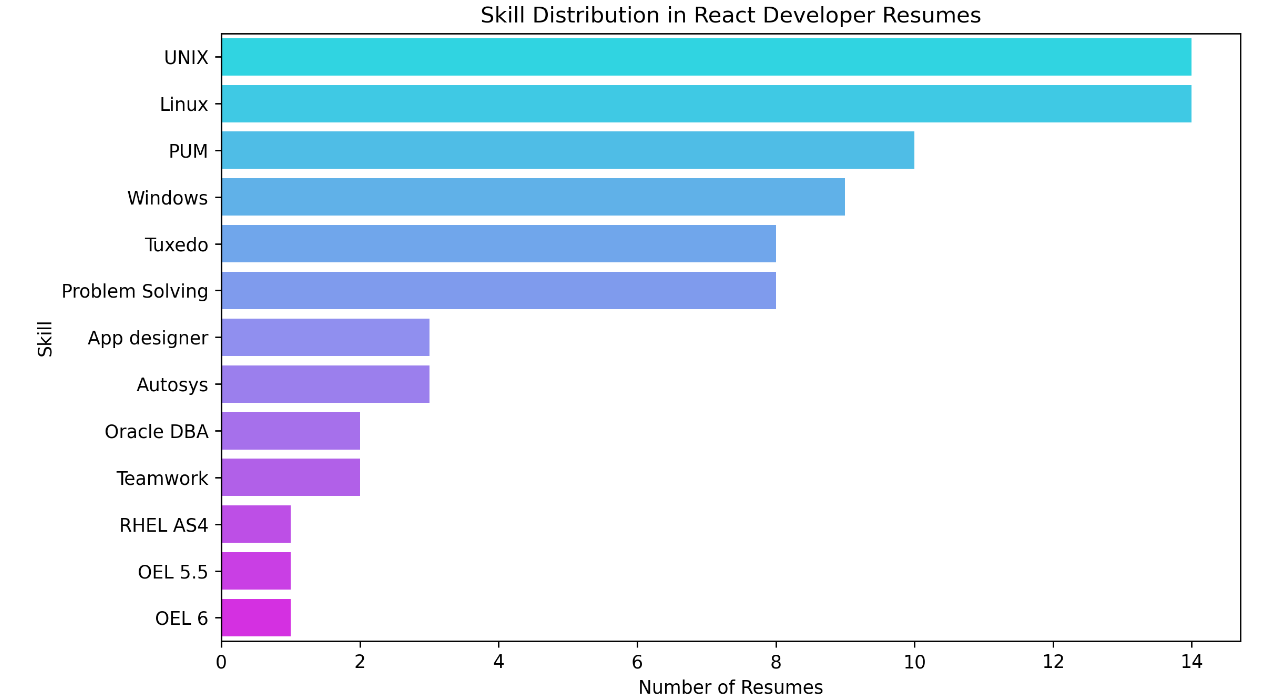 Skill Distribution in React Developer Resumes
UNIX
Linux
PUM
Windows
Tuxedo
Problem Solving
App designer
Autosys
Oracle DBA
Teamwork
RHEL AS4
OEL 5.5
OEL 6
Skill
0 2 4 6 8 10 12 14
Number of Resumes